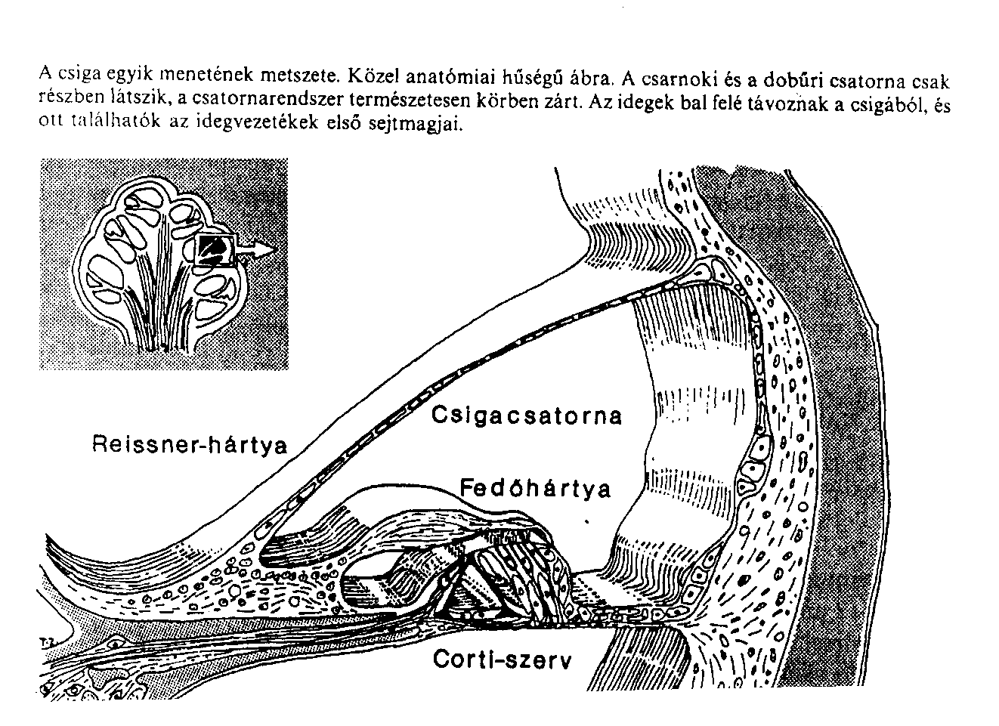 A csiga egyik menetének metszete. Közel anatómiai hűségű ábra. A csarnoki és a dobűri csatorna csak
részben látszik, a csatornarendszer természetesen körben zárt. Az idegek bal felé távoznak a csigából, és
ott találhatók az idegvezetékek első sejtmagjai.
Csigacsatorna
Reissner-hártya
Fedőhártya
T.Z.
Corti-szerv